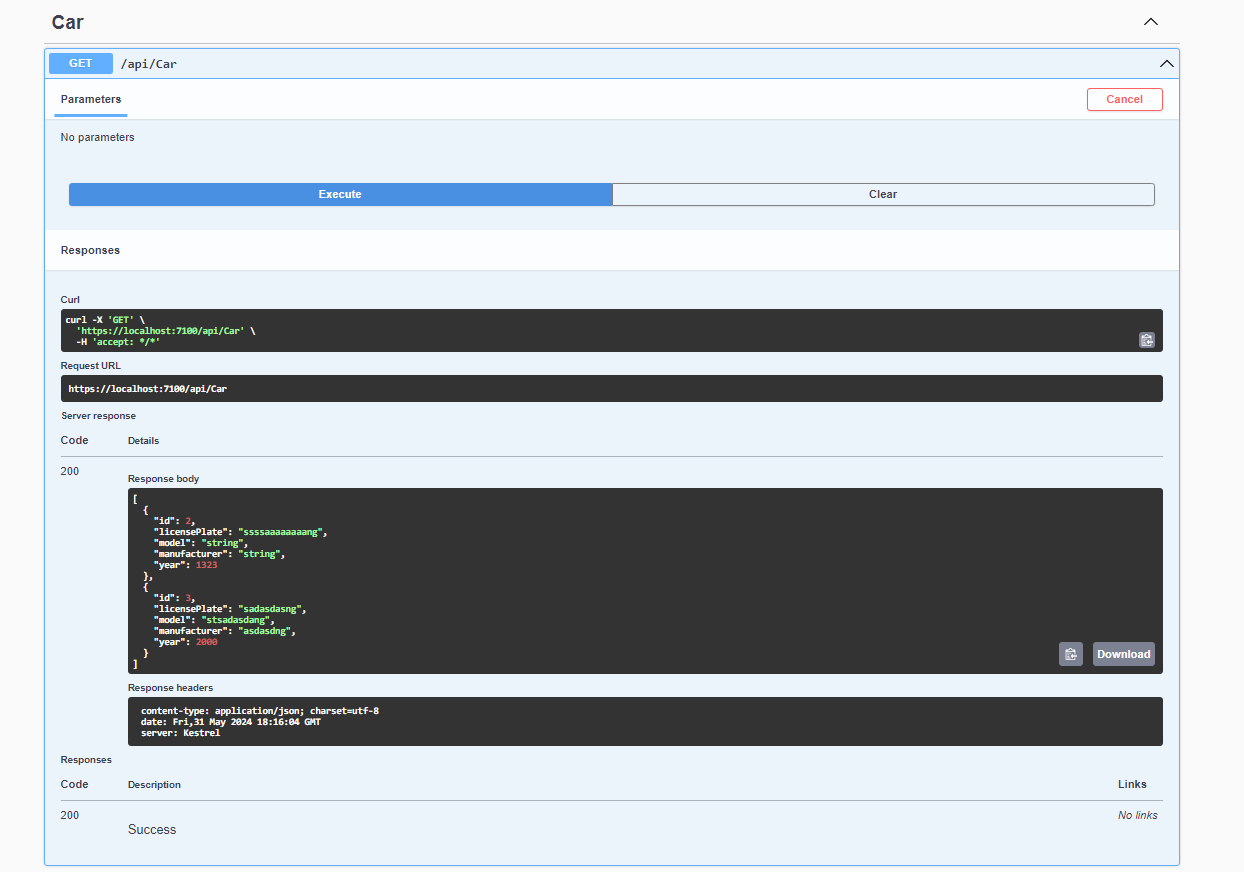 Car
GET /api/Car
Parameters Cancel
No parameters
Execute Clear
Responses
Curl
curl -X 'GET' \
'https://localhost:7100/api/Car' \
-H 'accept: */*'
Request URL
https://localhost:7100/api/Car
Server response
Code Details
200
Response body
[
{
"id": 2,
"licensePlate": "ssssaaaaaaaang",
"model": "string",
"manufacturer": "string",
"year": 1323
},
{
"id": 3,
"licensePlate": "sadasdasng",
"model": "stsadasdang",
"manufacturer": "asdasdng",
"year": 2000
}
]
Download
Response headers
content-type: application/json; charset=utf-8
date: Fri,31 May 2024 18:16:04 GMT
server: Kestrel
Responses
Code Description Links
200 No links
Success